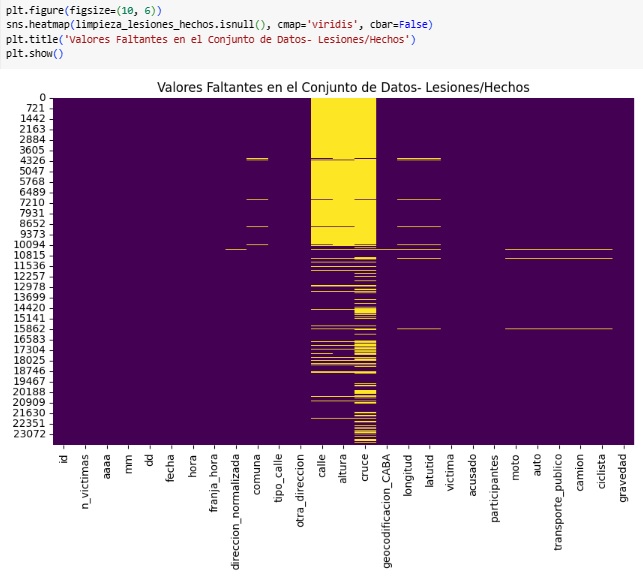 plt.figure(figsize=(10, 6))
sns.heatmap(limpieza_lesiones_hechos.isnull(), cmap='viridis', cbar=False)
plt.title('Valores Faltantes en el Conjunto de Datos- Lesiones/Hechos')
plt.show()
Valores Faltantes en el Conjunto de Datos- Lesiones/Hechos
0
721
1442
2163
2884
3605
4326
5047
5768
6489
7210
7931
8652
9373
10094
10815
11536
12257
12978
13699
14420
15141
15862
16583
17304
18025
18746
19467
20188
20909
21630
22351
23072
id
n_victimas
aaaa
mm
dd
fecha
hora
franja_hora
direccion_normalizada
comuna
tipo_calle
otra_direccion
calle
altura
cruce
geocodificacion_CABA
longitud
latutid
victima
acusado
participantes
moto
auto
transporte_publico
camion
ciclista
gravedad